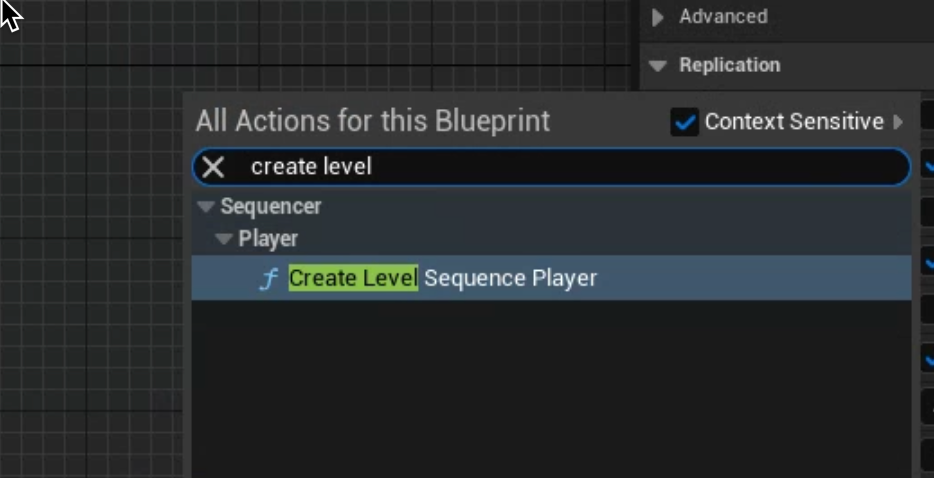 Advanced
Replication
All Actions for this Blueprint
Context Sensitive
create level
Sequencer
Player
f Create Level Sequence Player